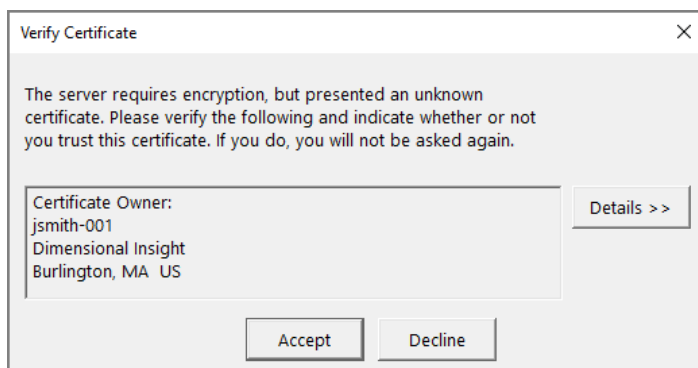 Verify Certificate
The server requires encryption, but presented an unknown
certificate. Please verify the following and indicate whether or not
you trust this certificate. If you do, you will not be asked again.
Certificate Owner:
jsmith-001
Dimensional Insight
Burlington, MA  US
Details >>
Accept
Decline